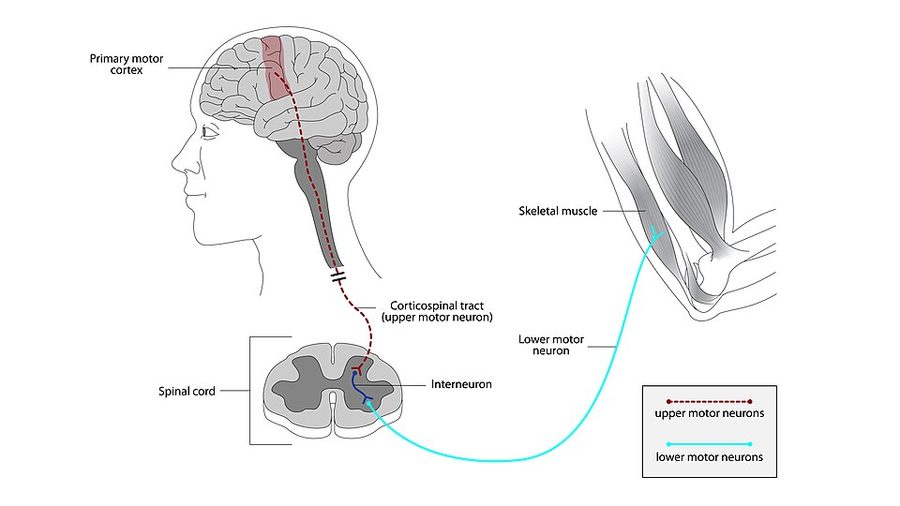 Primary motor
cortex
Skeletal muscle
Corticospinal tract
(upper motor neuron)
Lower motor
neuron
Spinal cord
Interneuron
upper motor neurons
lower motor neurons